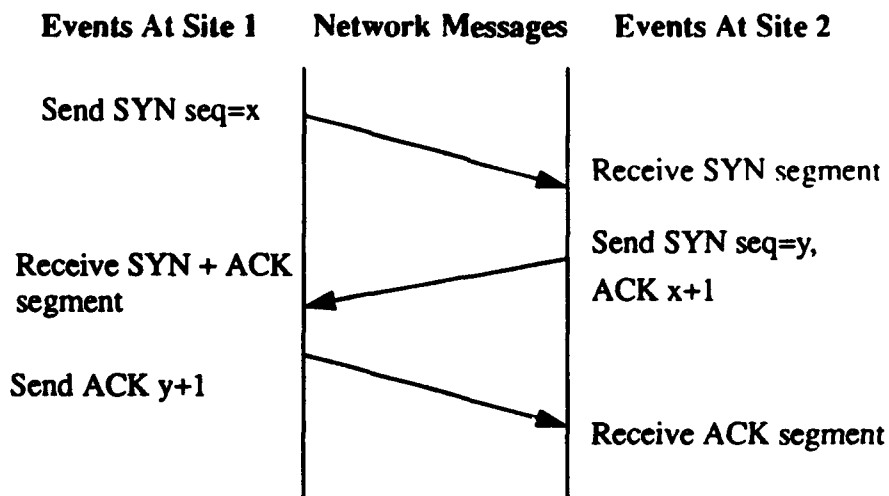 Events At Site 1 Network Messages Events At Site 2
Send SYN seq=x
Receive SYN segment
Send SYN seq=y,
ACK x+1
Receive SYN + ACK
segment
Send ACK y+1
Receive ACK segment